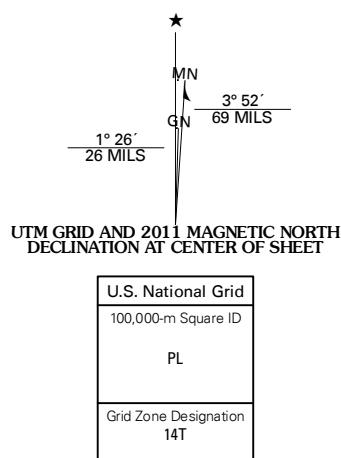 MN
3° 52´
69 MILS
GN
1° 26´
26 MILS
UTM GRID AND 2011 MAGNETIC NORTH
DECLINATION AT CENTER OF SHEET
U.S. National Grid
100,000-m Square ID
PL
Grid Zone Designation
14T